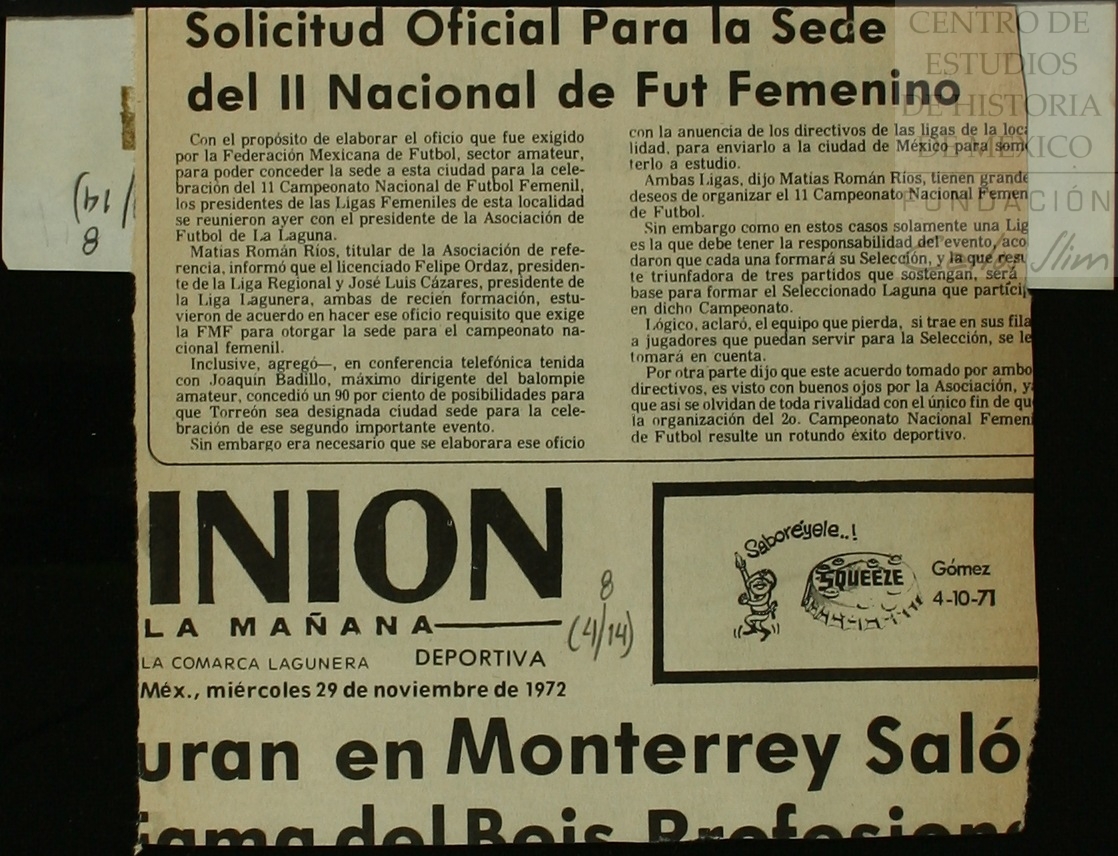 Solicitud Oficial Para la Sede
del II Nacional de Fut Femenino
Con el propósito de elaborar el oficio que fue exigido
por la Federación Mexicana de Futbol, sector amateur,
para poder conceder la sede a esta ciudad para la cele-
bración del 11 Campeonato Nacional de Futbol Femenil,
los presidentes de las Ligas Femeniles de esta localidad
se reunieron ayer con el presidente de la Asociación de
Futbol de La Laguna.
Matías Román Ríos, titular de la Asociación de refe-
rencia, informó que el licenciado Felipe Ordaz, presiden-
te de la Liga Regional y José Luis Cázares, presidente de
la Liga Lagunera, ambas de recién formación, estu-
vieron de acuerdo en hacer ese oficio requisito que exige
la FMF para otorgar la sede para el campeonato na-
cional femenil.
Inclusive, agregó—, en conferencia telefónica tenida
con Joaquín Badillo, máximo dirigente del balompie
amateur, concedió un 90 por ciento de posibilidades para
que Torreón sea designada ciudad sede para la cele-
bración de ese segundo importante evento.
Sin embargo era necesario que se elaborara ese oficio
con la anuencia de los directivos de las ligas de la loca
lidad, para enviarlo a la ciudad de México para som
terlo a estudio.
Ambas Ligas, dijo Matías Román Ríos, tienen grande
deseos de organizar el 11 Campeonato Nacional Femen
de Futbol.
Sin embargo como en estos casos solamente una Lig
es la que debe tener la responsabilidad del evento, aco
daron que cada una formará su Selección, y la que resu
te triunfadora de tres partidos que sostengan, será
base para formar el Seleccionado Laguna que particip
en dicho Campeonato.
Lógico, aclaró, el equipo que pierda, si trae en sus fila
a jugadores que puedan servir para la Selección, se le
tomará en cuenta.
Por otra parte dijo que este acuerdo tomado por ambo
directivos, es visto con buenos ojos por la Asociación, ya
que así se olvidan de toda rivalidad con el único fin de que
la organización del 2o. Campeonato Nacional Femeni
de Futbol resulte un rotundo éxito deportivo.
CENTRO DE
ESTUDIOS
DE HISTORIA
DE MÉXICO
FUNDACIÓN
Carlos Slim
8
(4/14)
INION
LA MAÑANA
LA COMARCA LAGUNERA DEPORTIVA
Méx., miércoles 29 de noviembre de 1972
8
(4/14)
Saboréyele..!
SQUEEZE
Gómez
4-10-71
uran en Monterrey Saló
del Beis Profesion